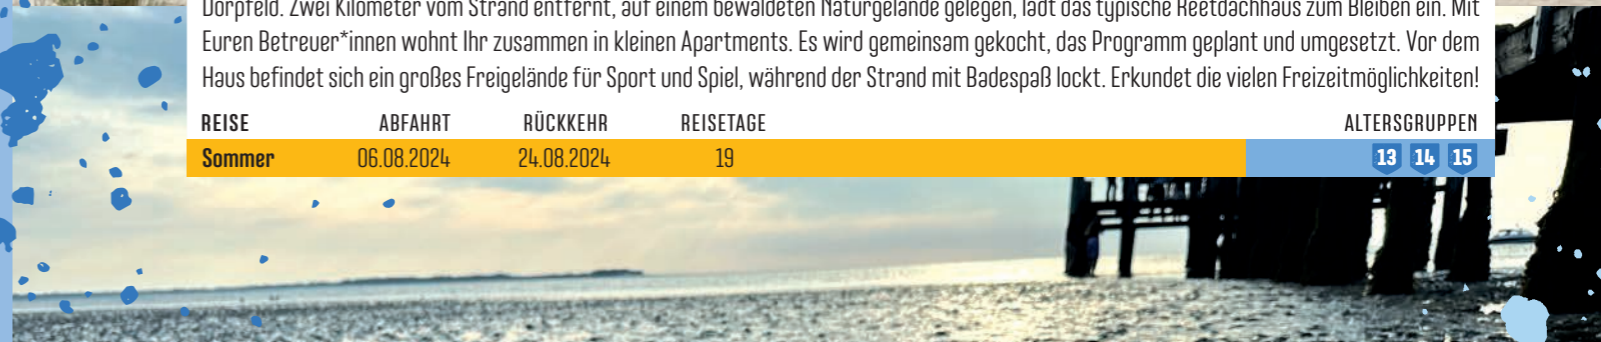 Dörpfeld. Zwei Kilometer vom Strand entfernt, auf einem bewaldeten Naturgelände gelegen, lädt das typische Reetdachhaus zum Bleiben ein. Mit
Euren Betreuer*innen wohnt Ihr zusammen in kleinen Apartments. Es wird gemeinsam gekocht, das Programm geplant und umgesetzt. Vor dem
Haus befindet sich ein großes Freigelände für Sport und Spiel, während der Strand mit Badespaß lockt. Erkundet die vielen Freizeitmöglichkeiten!
REISE ABFAHRT RÜCKKEHR REISETAGE ALTERSGRUPPEN
Sommer 06.08.2024 24.08.2024 19 13 14 15